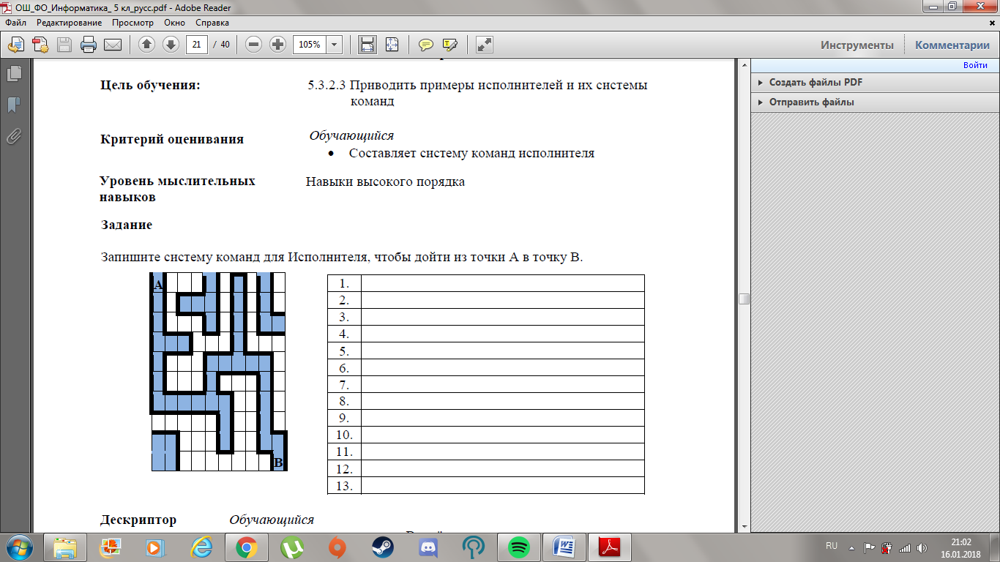 ОШ_ФО_Информатика_ 5 кл_русс.pdf - Adobe Reader
Файл Редактирование Просмотр Окно Справка
21 / 40 105% Инструменты Комментарии
Войти
Создать файлы PDF
Отправить файлы
Цель обучения: 5.3.2.3 Приводить примеры исполнителей и их системы
команд
Критерий оценивания Обучающийся
• Составляет систему команд исполнителя
Уровень мыслительных Навыки высокого порядка
навыков
Задание
Запишите систему команд для Исполнителя, чтобы дойти из точки А в точку В.
А
В
1.
2.
3.
4.
5.
6.
7.
8.
9.
10.
11.
12.
13.
Дескриптор Обучающийся
RU 21:02
16.01.2018